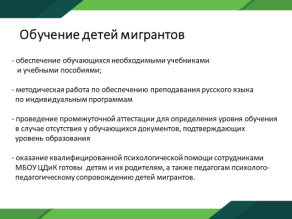 Обучение детей мигрантов
- обеспечение обучающихся необходимыми учебниками
и учебными пособиями;
- методическая работа по обеспечению преподавания русского языка
по индивидуальным программам
- проведение промежуточной аттестации для определения уровня обучения
в случае отсутствия у обучающихся документов, подтверждающих
уровень образования
- оказание квалифицированной психологической помощи сотрудниками
МБОУ ЦДиК готовы детям и их родителям, а также педагогам психолого-
педагогическому сопровождению детей мигрантов.